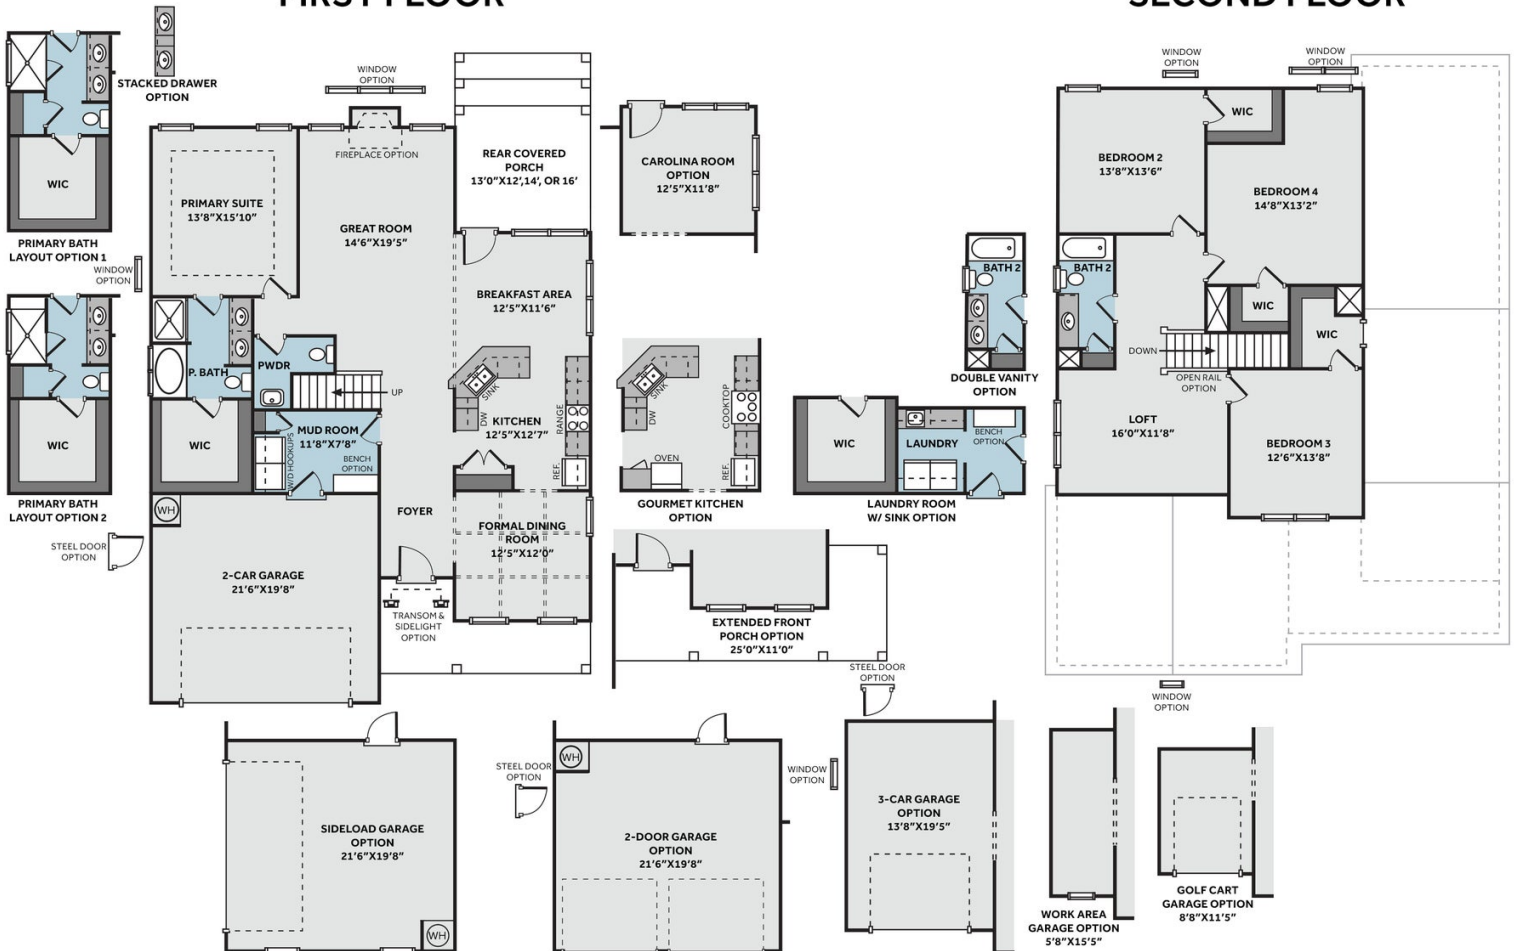 FIRST FLOOR
SECOND FLOOR
STACKED DRAWER
OPTION
WIC
PRIMARY BATH
LAYOUT OPTION 1
WINDOW
OPTION
WIC
PRIMARY BATH
LAYOUT OPTION 2
STEEL DOOR
OPTION
WINDOW
OPTION
FIREPLACE OPTION
PRIMARY SUITE
13'8"X15'10"
GREAT ROOM
14'6"X19'5"
REAR COVERED
PORCH
13'0"X12',14', OR 16'
BREAKFAST AREA
12'5"X11'6"
P. BATH
PWDR
UP
WIC
MUD ROOM
11'8"X7'8"
W/D HOOKUPS
BENCH
OPTION
SINK
DW
KITCHEN
12'5"X12'7"
RANGE
REF.
WH
FOYER
FORMAL DINING
ROOM
12'5"X12'0"
2-CAR GARAGE
21'6"X19'8"
TRANSOM &
SIDELIGHT
OPTION
CAROLINA ROOM
OPTION
12'5"X11'8"
SINK
DW
COOKTOP
OVEN
REF.
GOURMET KITCHEN
OPTION
EXTENDED FRONT
PORCH OPTION
25'0"X11'0"
WIC
LAUNDRY
BENCH
OPTION
LAUNDRY ROOM
W/ SINK OPTION
BATH 2
DOUBLE VANITY
OPTION
WINDOW
OPTION
WINDOW
OPTION
WIC
BEDROOM 2
13'8"X13'6"
BEDROOM 4
14'8"X13'2"
BATH 2
WIC
WIC
DOWN
OPEN RAIL
OPTION
LOFT
16'0"X11'8"
BEDROOM 3
12'6"X13'8"
WINDOW
OPTION
SIDELOAD GARAGE
OPTION
21'6"X19'8"
WH
STEEL DOOR
OPTION
WH
2-DOOR GARAGE
OPTION
21'6"X19'8"
STEEL DOOR
OPTION
WINDOW
OPTION
3-CAR GARAGE
OPTION
13'8"X19'5"
WORK AREA
GARAGE OPTION
5'8"X15'5"
GOLF CART
GARAGE OPTION
8'8"X11'5"